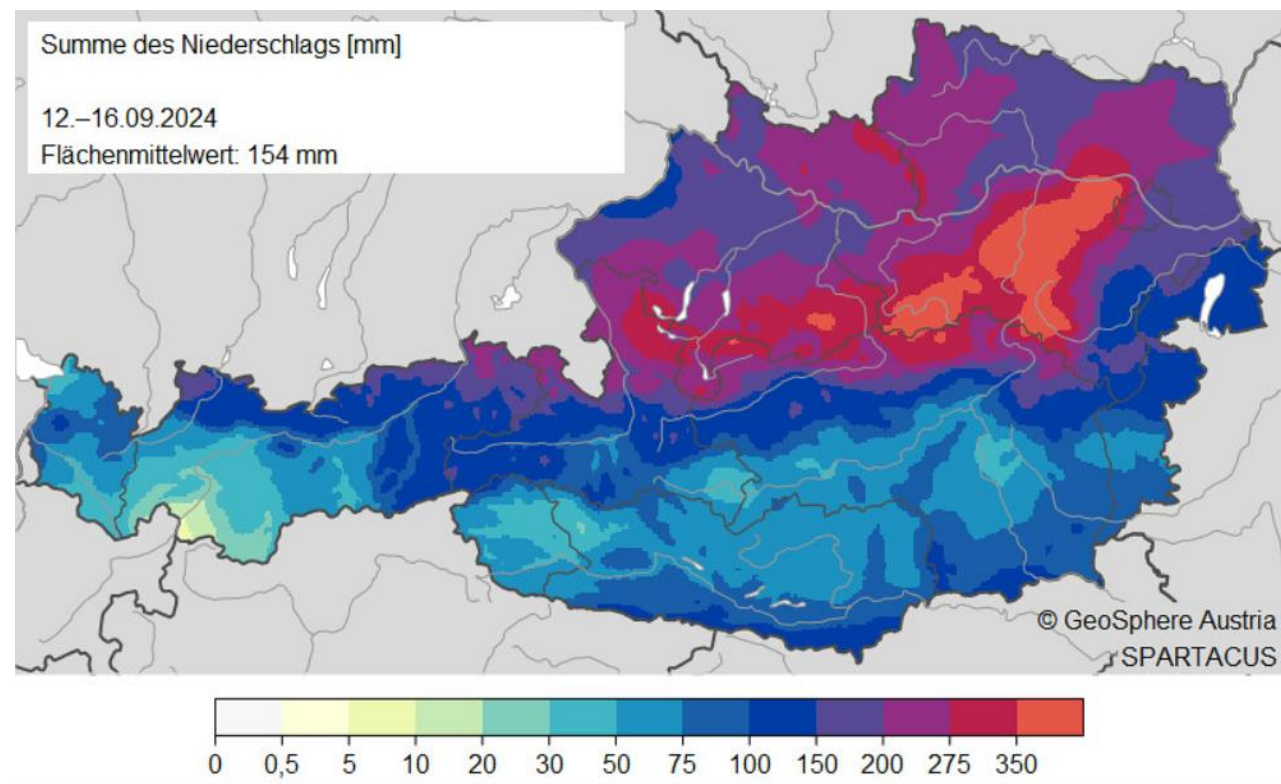 Summe des Niederschlags [mm]
12.–16.09.2024
Flächenmittelwert: 154 mm
© GeoSphere Austria
SPARTACUS
0 0,5 5 10 20 30 50 75 100 150 200 275 350